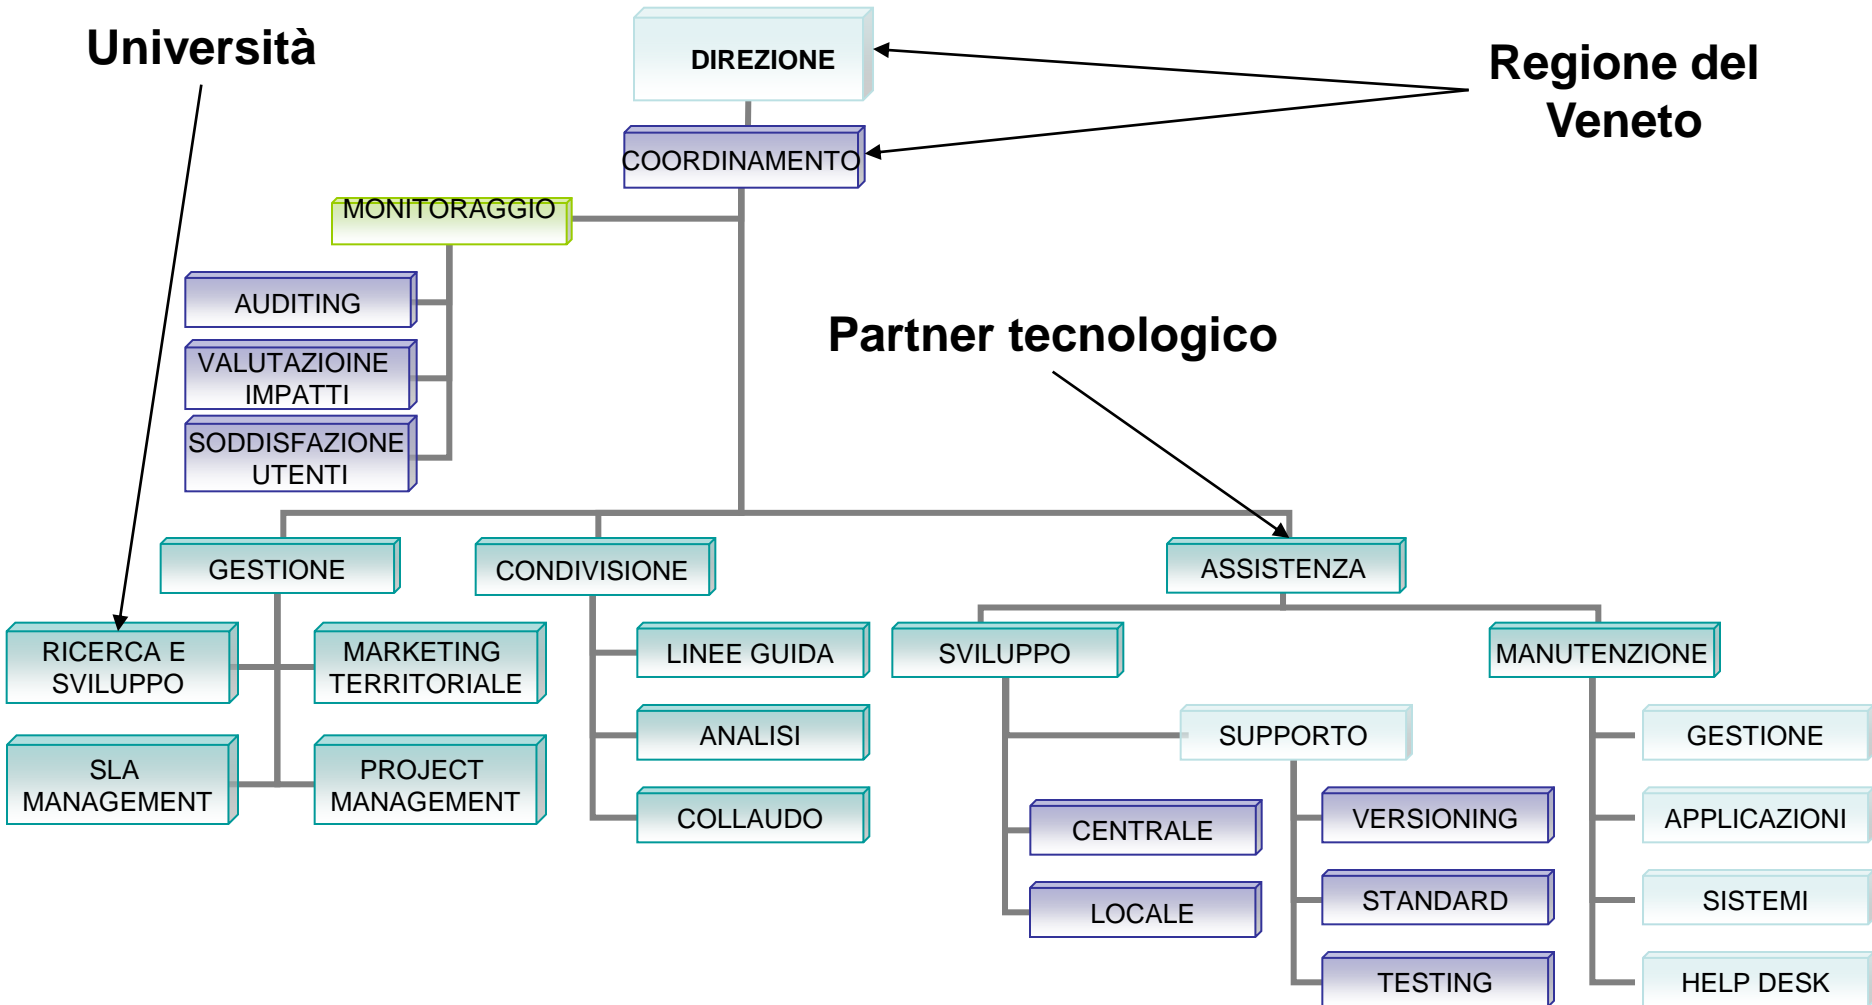 Università
DIREZIONE
Regione del
Veneto
COORDINAMENTO
MONITORAGGIO
AUDITING
VALUTAZIOINE
IMPATTI
SODDISFAZIONE
UTENTI
Partner tecnologico
GESTIONE
CONDIVISIONE
ASSISTENZA
RICERCA E
SVILUPPO
MARKETING
TERRITORIALE
SLA
MANAGEMENT
PROJECT
MANAGEMENT
LINEE GUIDA
ANALISI
COLLAUDO
SVILUPPO
SUPPORTO
CENTRALE
LOCALE
VERSIONING
STANDARD
TESTING
MANUTENZIONE
GESTIONE
APPLICAZIONI
SISTEMI
HELP DESK